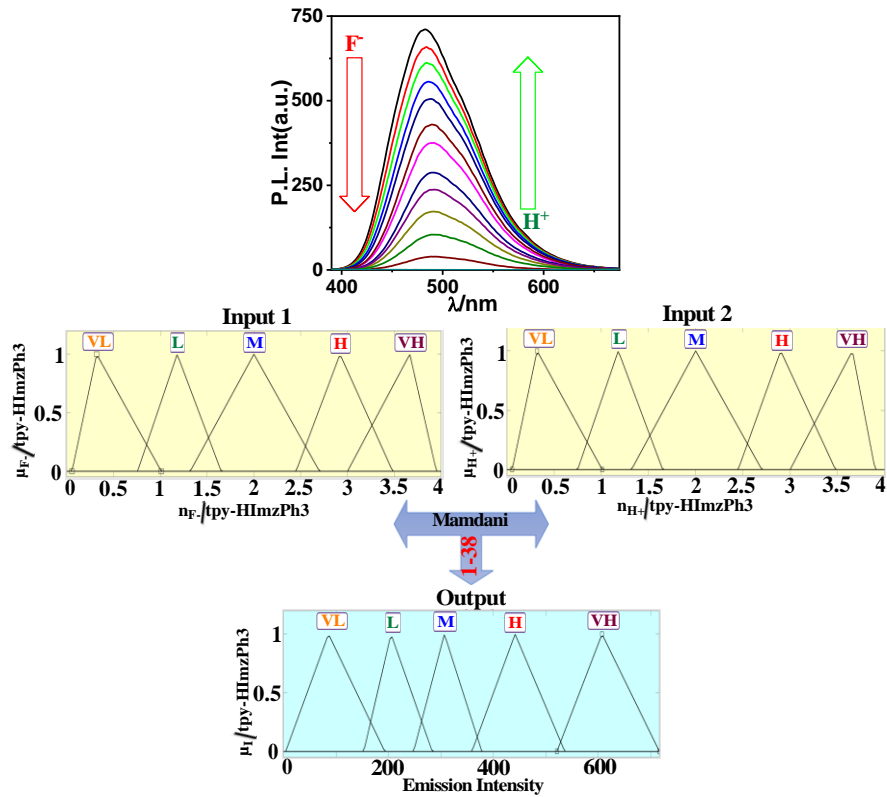 750
500
250
0
P.L. Int(a.u.)
F-
H+
400 500 600
λ/nm
Input 1
VL L M H VH
1
0.5
0
μF-/tpy-HImzPh3
0 0.5 1 1.5 2 2.5 3 3.5 4
nF-/tpy-HImzPh3
Input 2
VL L M H VH
1
0.5
0
μH+/tpy-HImzPh3
0 0.5 1 1.5 2 2.5 3 3.5 4
nH+/tpy-HImzPh3
Mamdani
1-38
Output
VL L M H VH
1
0.5
0
μI/tpy-HImzPh3
0 200 400 600
Emission Intensity